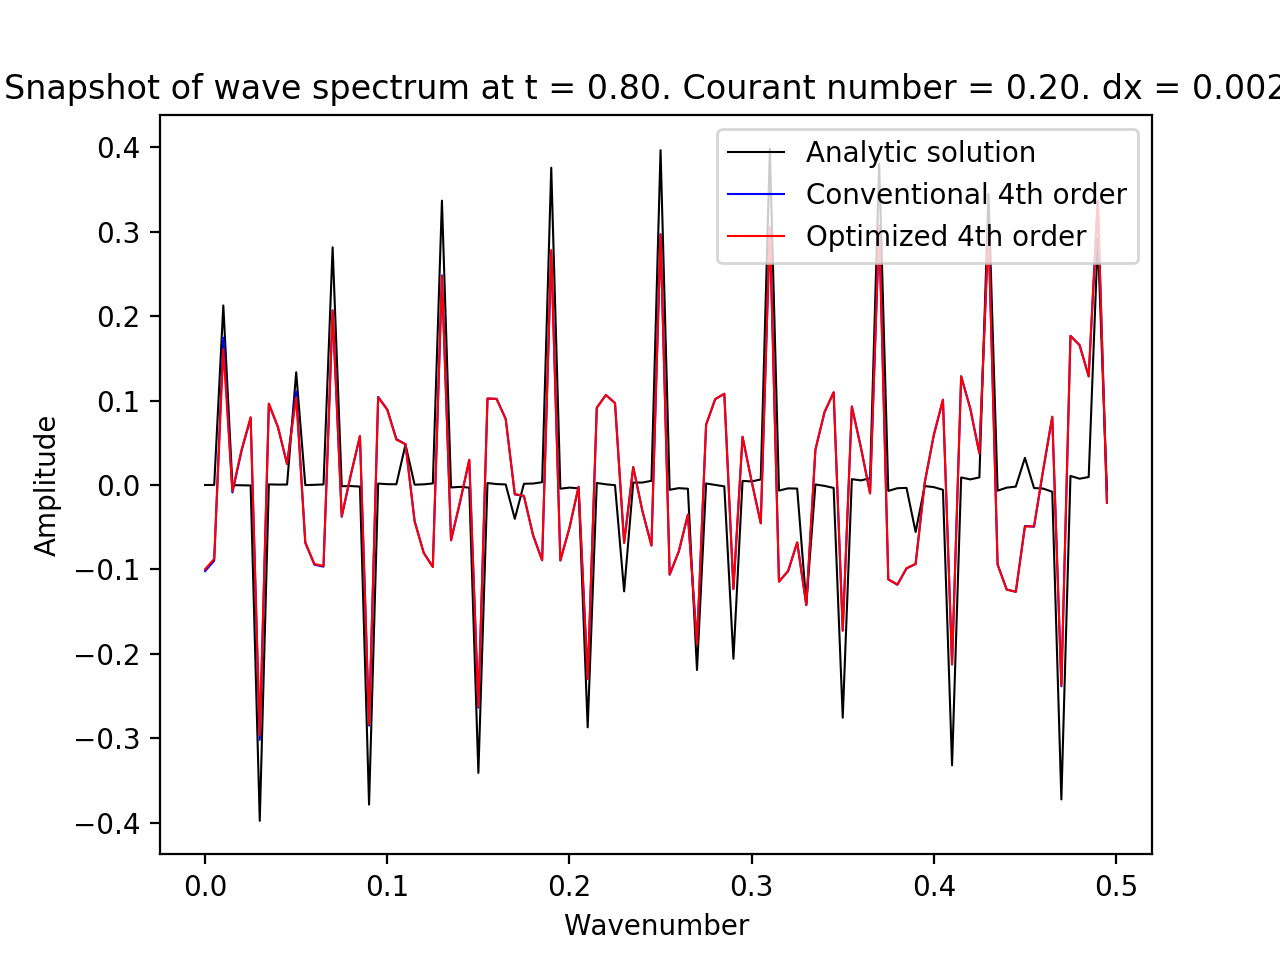 Snapshot of wave spectrum at t = 0.80. Courant number = 0.20. dx = 0.002
0.4
0.3
0.2
0.1
0.0
−0.1
−0.2
−0.3
−0.4
Amplitude
Analytic solution
Conventional 4th order
Optimized 4th order
0.0 0.1 0.2 0.3 0.4 0.5
Wavenumber